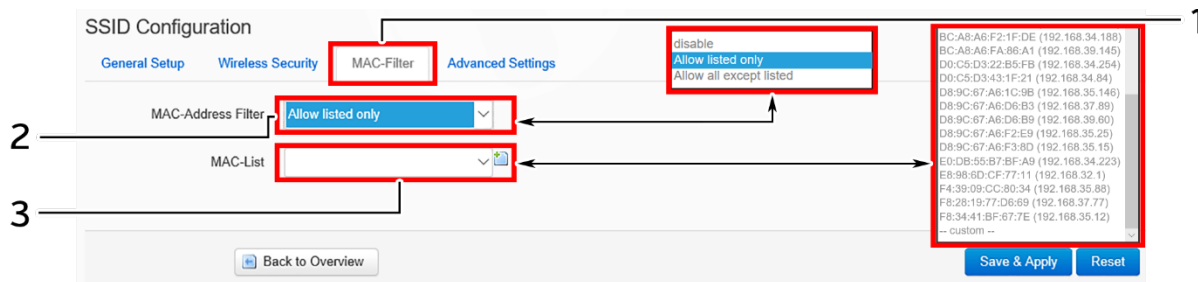 SSID Configuration
1
General Setup Wireless Security MAC-Filter Advanced Settings
disable
Allow listed only
Allow all except listed
MAC-Address Filter Allow listed only
2
MAC-List
3
BC:A8:A6:F2:1F:DE (192.168.34.188)
BC:A8:A6:FA:86:A1 (192.168.39.145)
D0:C5:D3:22:B5:FB (192.168.34.254)
D0:C5:D3:43:1F:21 (192.168.34.84)
D8:9C:67:A6:1C:9B (192.168.35.146)
D8:9C:67:A6:D6:B3 (192.168.37.89)
D8:9C:67:A6:D6:B9 (192.168.39.60)
D8:9C:67:A6:F2:E9 (192.168.35.25)
D8:9C:67:A6:F3:8D (192.168.35.15)
E0:DB:55:B7:BF:A9 (192.168.34.223)
E8:98:6D:CF:77:11 (192.168.32.1)
F4:39:09:CC:80:34 (192.168.35.88)
F8:28:19:77:D6:69 (192.168.37.77)
F8:34:41:BF:67:7E (192.168.35.12)
-- custom --
Back to Overview
Save & Apply Reset